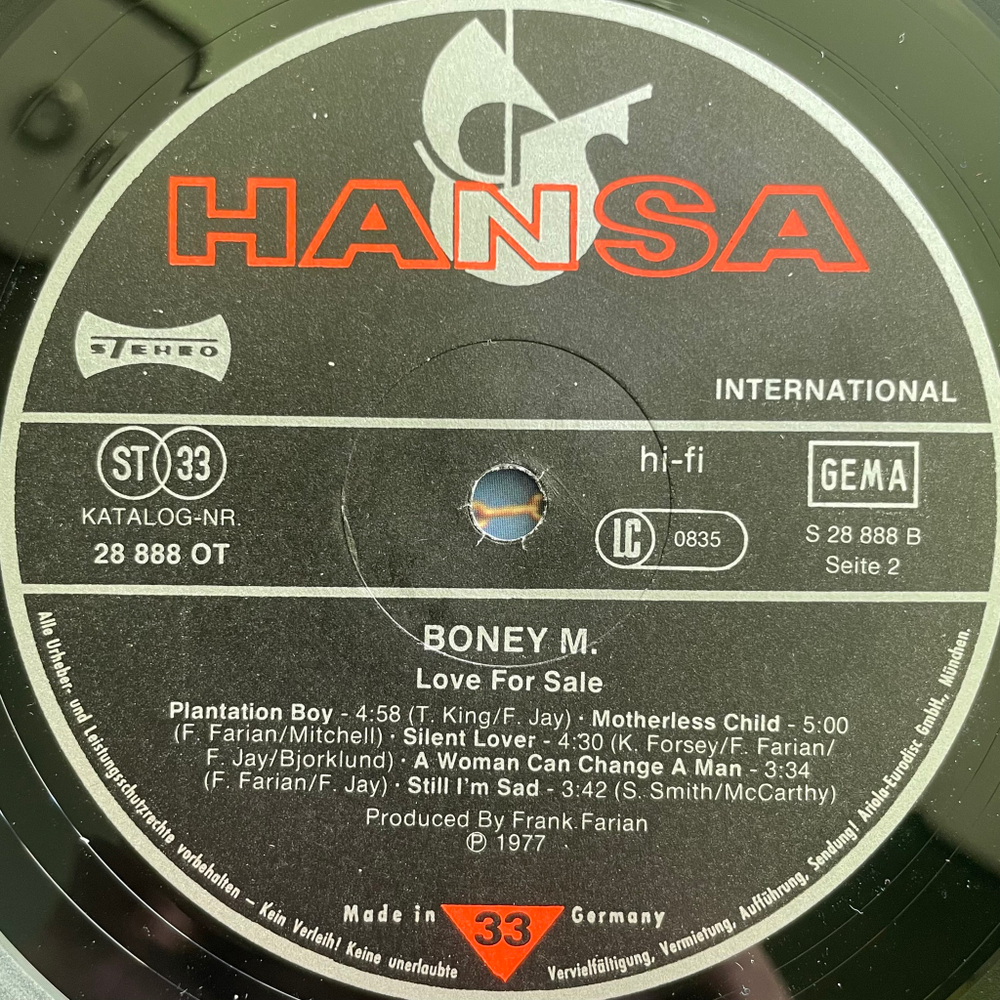 HANSA
STEREO
INTERNATIONAL
ST 33
KATALOG-NR.
28 888 OT
hi-fi
LC 0835
GEMA
S 28 888 B
Seite 2
BONEY M.
Love For Sale
Plantation Boy - 4:58 (T. King/F. Jay) · Motherless Child - 5:00
(F. Farian/Mitchell) · Silent Lover - 4:30 (K. Forsey/F. Farian/
F. Jay/Bjorklund) · A Woman Can Change A Man - 3:34
(F. Farian/F. Jay) · Still I'm Sad - 3:42 (S. Smith/McCarthy)
Produced By Frank Farian
℗ 1977
Made in 33 Germany
Alle Urheber- und Leistungsschutzrechte vorbehalten – Kein Verleih! Keine unerlaubte Vervielfältigung, Vermietung, Aufführung, Sendung! Ariola-Eurodisc GmbH, München.